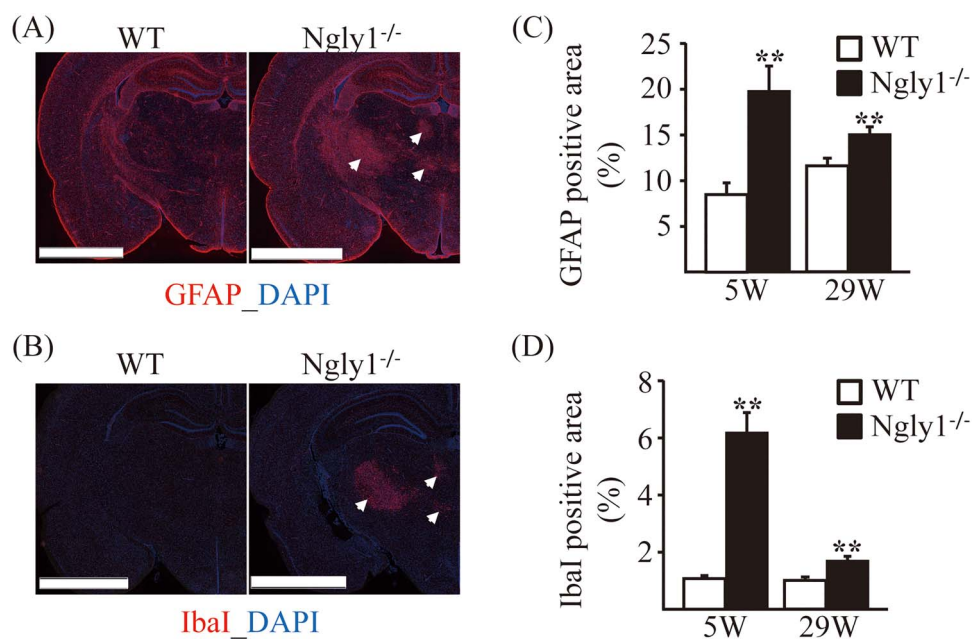 (A)
WT Ngly1-/-
GFAP_DAPI
(B)
WT Ngly1-/-
IbaI_DAPI
(C)
GFAP positive area
(%)
25
20
15
10
5
** **
WT
Ngly1-/-
5W 29W
(D)
IbaI positive area
(%)
8
6
4
2
** **
WT
Ngly1-/-
5W 29W